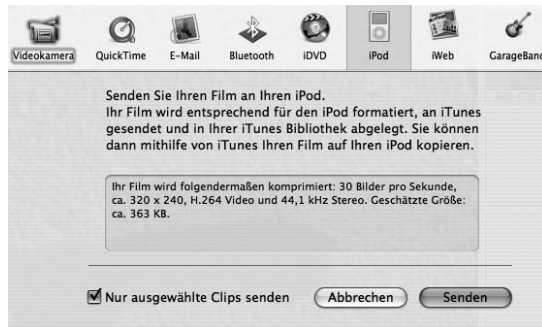 Videokamera QuickTime E-Mail Bluetooth iDVD iPod iWeb GarageBand
Senden Sie Ihren Film an Ihren iPod.
Ihr Film wird entsprechend für den iPod formatiert, an iTunes
gesendet und in Ihrer iTunes Bibliothek abgelegt. Sie können
dann mithilfe von iTunes Ihren Film auf Ihren iPod kopieren.
Ihr Film wird folgendermaßen komprimiert: 30 Bilder pro Sekunde,
ca. 320 x 240, H.264 Video und 44,1 kHz Stereo. Geschätzte Größe:
ca. 363 KB.
Nur ausgewählte Clips senden Abbrechen Senden